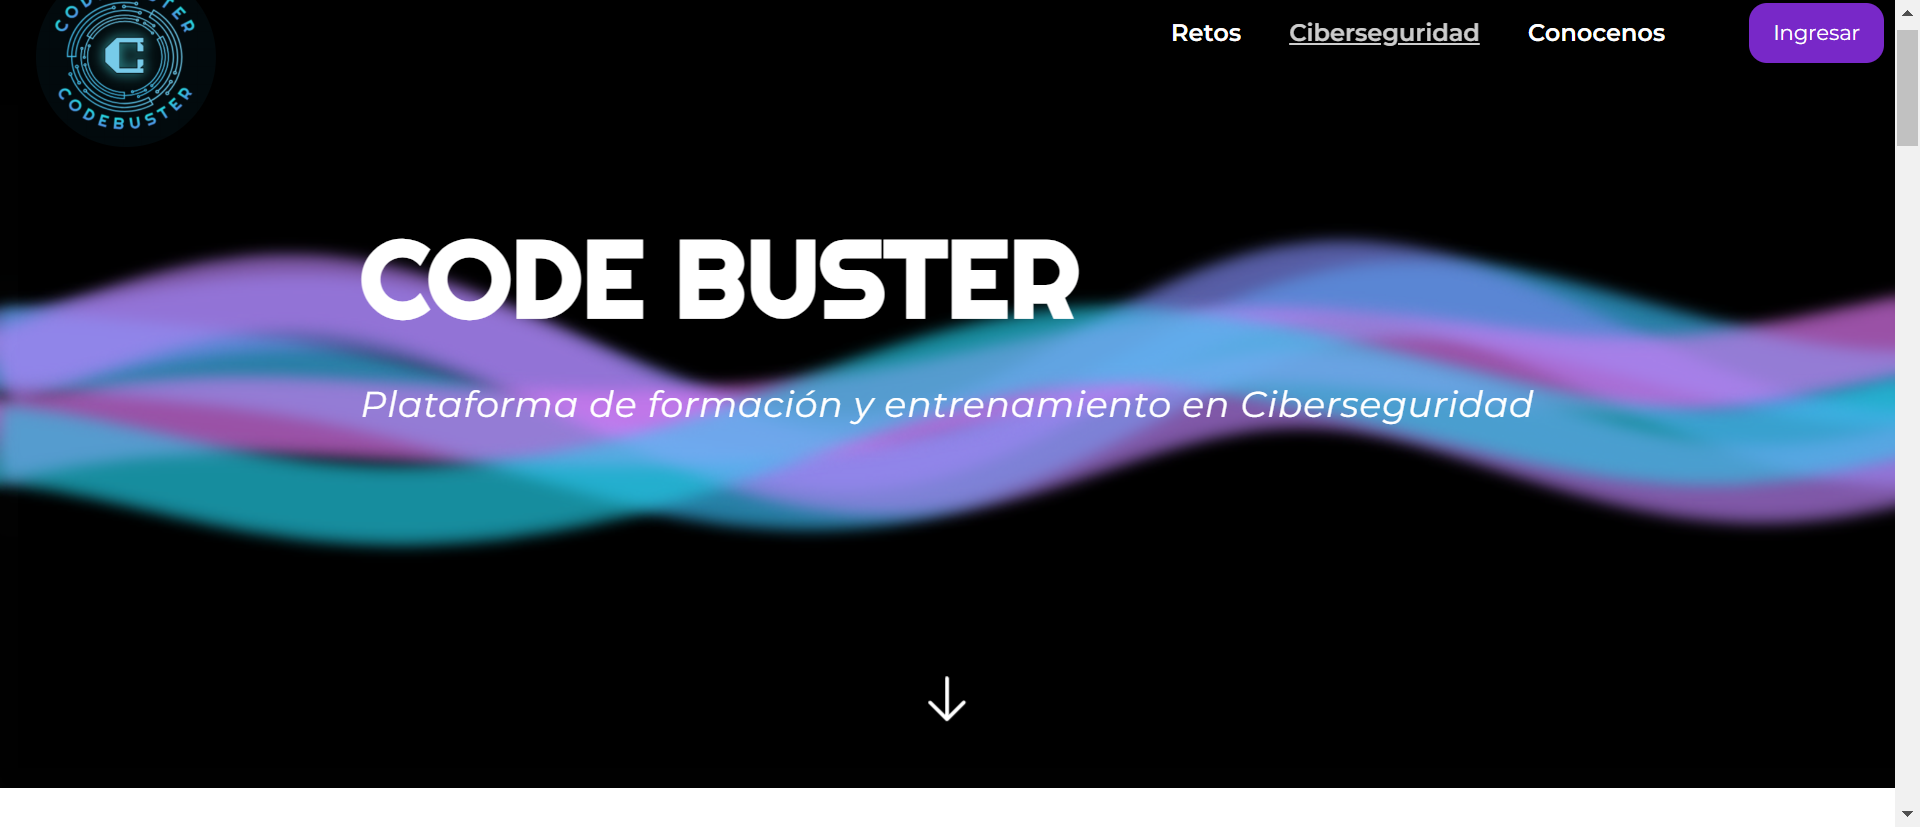 CODEBUSTER
CODEBUSTER
Retos
Ciberseguridad
Conocenos
Ingresar
CODE BUSTER
Plataforma de formación y entrenamiento en Ciberseguridad